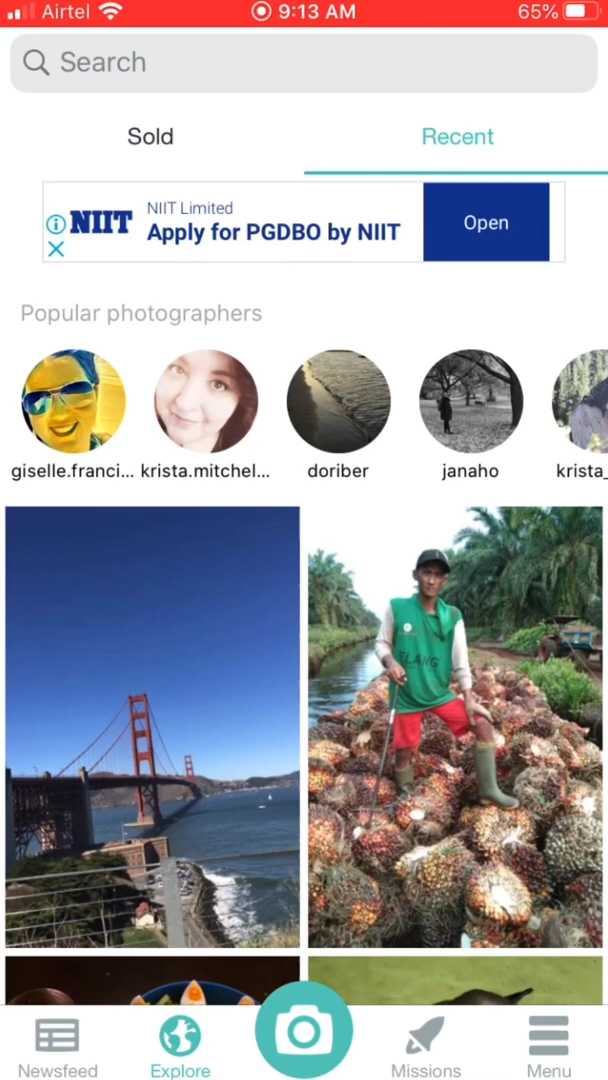 Airtel 9:13 AM 65%
Search
Sold Recent
NIIT NIIT Limited
Apply for PGDBO by NIIT
Open
Popular photographers
giselle.franci... krista.mitchel... doriber janaho krista_
ELANG
Newsfeed Explore Missions Menu